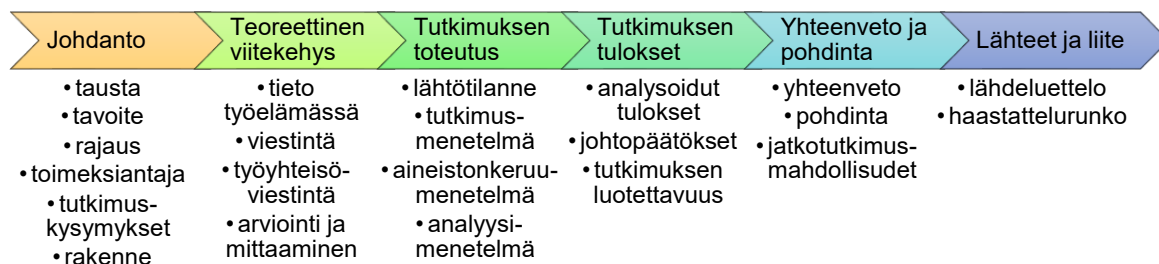 Johdanto
• tausta
• tavoite
• rajaus
• toimeksiantaja
• tutkimus-
kysymykset
• rakenne
Teoreettinen
viitekehys
• tieto
työelämässä
• viestintä
• työyhteisö-
viestintä
• arviointi ja
mittaaminen
Tutkimuksen
toteutus
• lähtötilanne
• tutkimus-
menetelmä
• aineistonkeruu-
menetelmä
• analyysi-
menetelmä
Tutkimuksen
tulokset
• analysoidut
tulokset
• johtopäätökset
• tutkimuksen
luotettavuus
Yhteenveto ja
pohdinta
• yhteenveto
• pohdinta
• jatkotutkimus-
mahdollisudet
Lähteet ja liite
• lähdeluettelo
• haastattelurunko